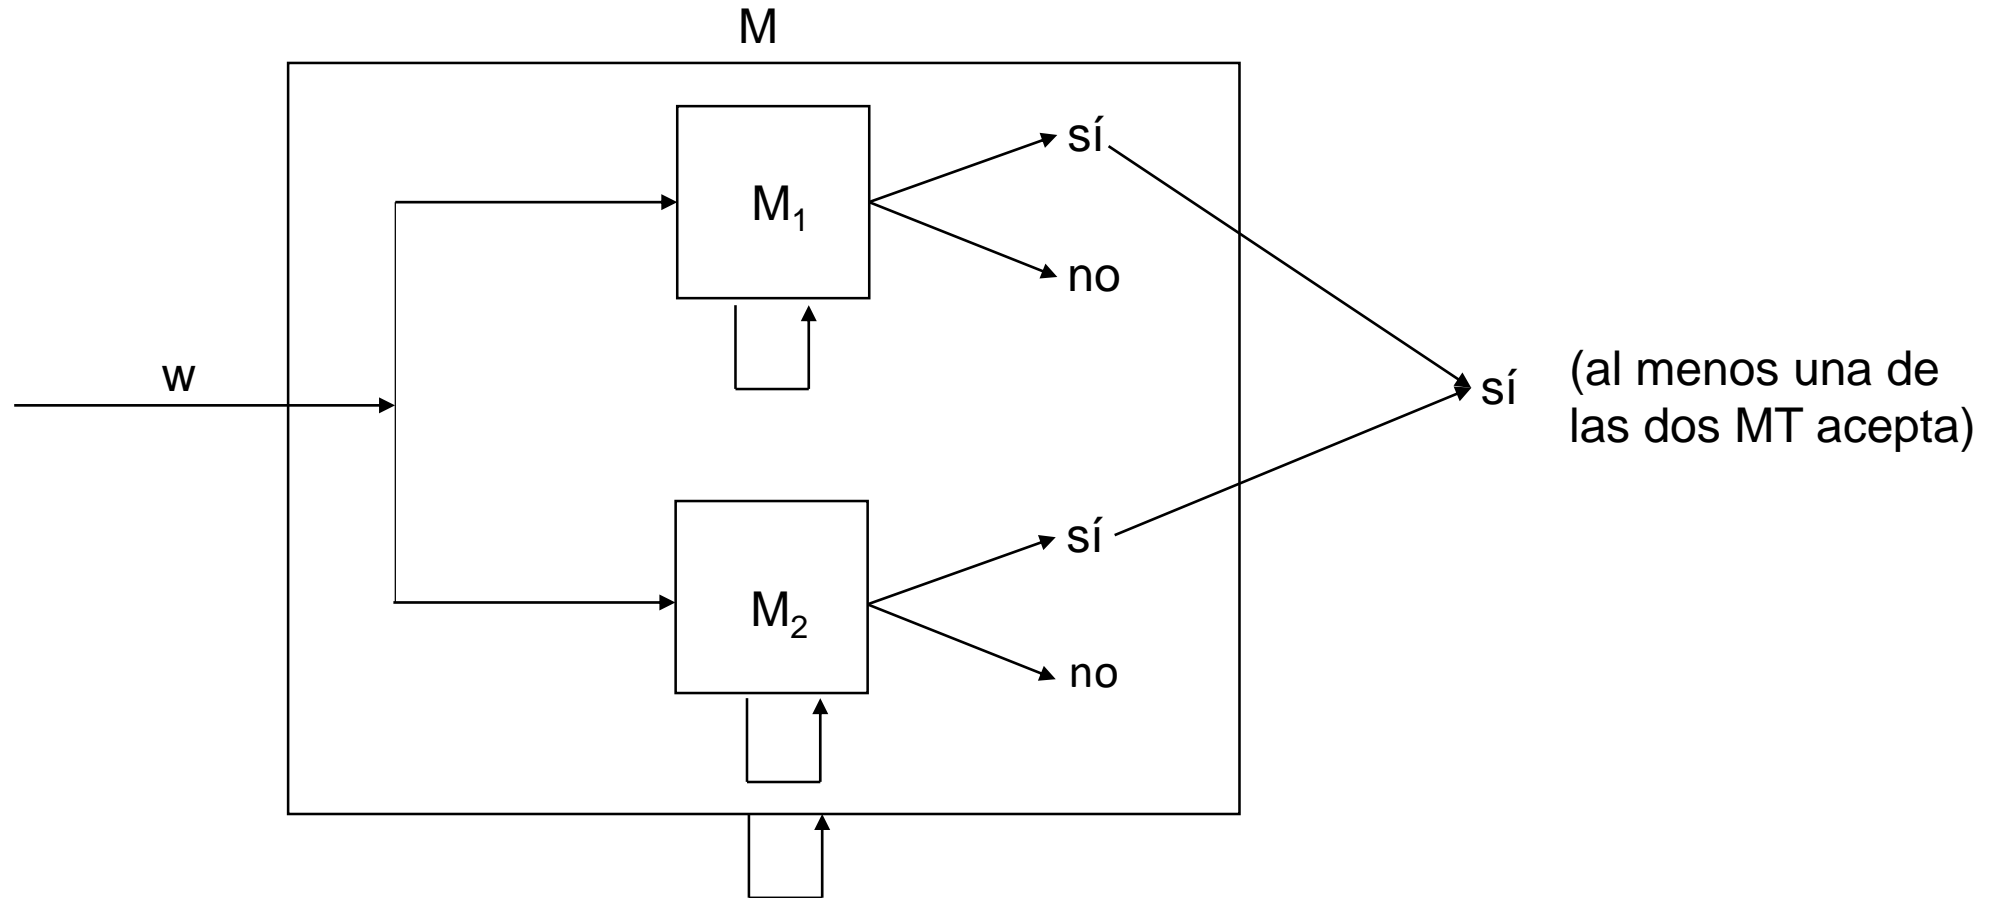 M
sí
M₁
no
w
sí (al menos una de
las dos MT acepta)
sí
M₂
no